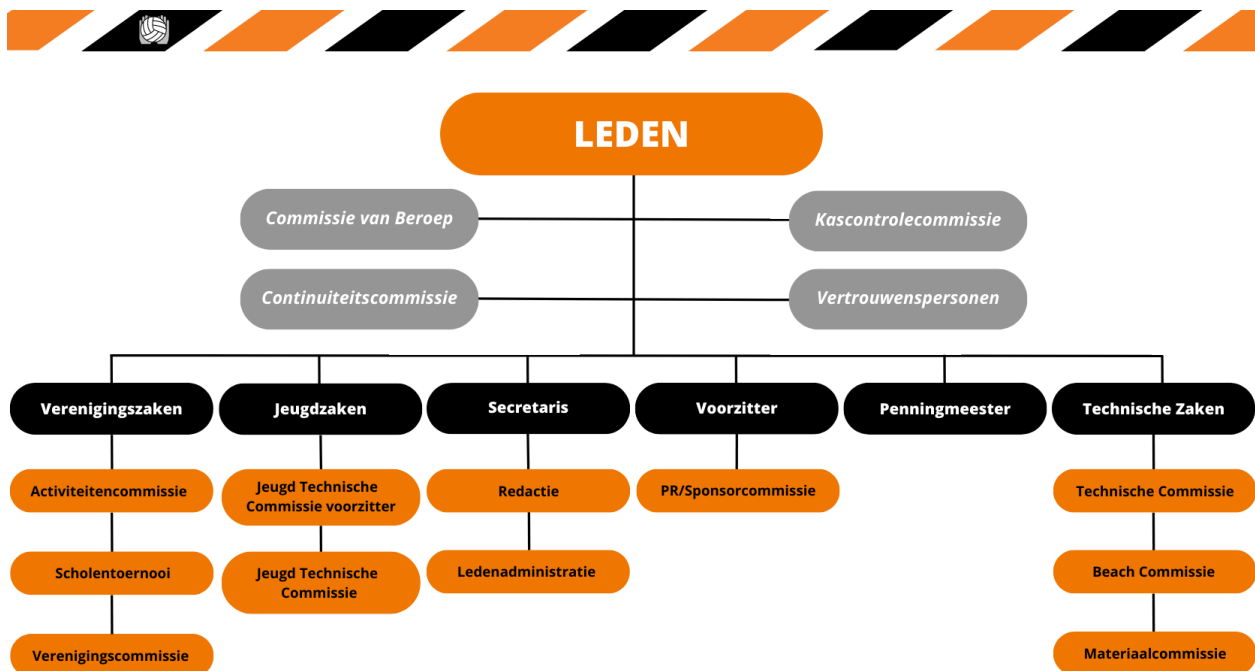 LEDEN
Commissie van Beroep
Kascontrolecommissie
Continuiteitscommissie
Vertrouwenspersonen
Verenigingszaken
Jeugdzaken
Secretaris
Voorzitter
Penningmeester
Technische Zaken
Activiteitencommissie
Jeugd Technische
Commissie voorzitter
Redactie
PR/Sponsorcommissie
Technische Commissie
Scholentoernooi
Jeugd Technische
Commissie
Ledenadministratie
Beach Commissie
Verenigingscommissie
Materiaalcommissie